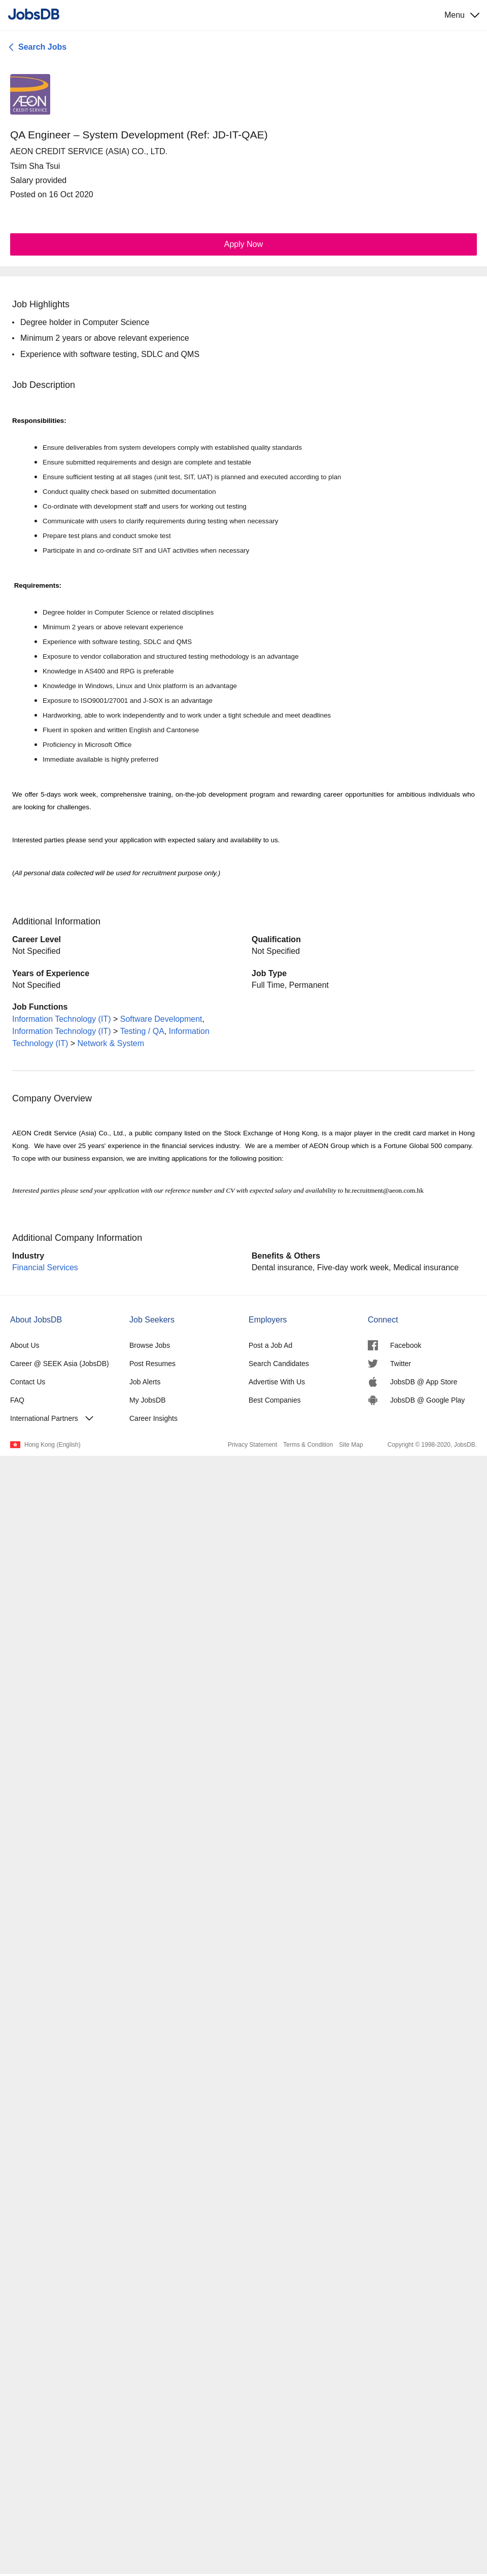 JobsDB
Menu
Search Jobs
ÆON
CREDIT SERVICE
QA Engineer – System Development (Ref: JD-IT-QAE)
AEON CREDIT SERVICE (ASIA) CO., LTD.
Tsim Sha Tsui
Salary provided
Posted on 16 Oct 2020
Apply Now
Job Highlights
• Degree holder in Computer Science
• Minimum 2 years or above relevant experience
• Experience with software testing, SDLC and QMS
Job Description
Responsibilities:
• Ensure deliverables from system developers comply with established quality standards
• Ensure submitted requirements and design are complete and testable
• Ensure sufficient testing at all stages (unit test, SIT, UAT) is planned and executed according to plan
• Conduct quality check based on submitted documentation
• Co-ordinate with development staff and users for working out testing
• Communicate with users to clarify requirements during testing when necessary
• Prepare test plans and conduct smoke test
• Participate in and co-ordinate SIT and UAT activities when necessary
Requirements:
• Degree holder in Computer Science or related disciplines
• Minimum 2 years or above relevant experience
• Experience with software testing, SDLC and QMS
• Exposure to vendor collaboration and structured testing methodology is an advantage
• Knowledge in AS400 and RPG is preferable
• Knowledge in Windows, Linux and Unix platform is an advantage
• Exposure to ISO9001/27001 and J-SOX is an advantage
• Hardworking, able to work independently and to work under a tight schedule and meet deadlines
• Fluent in spoken and written English and Cantonese
• Proficiency in Microsoft Office
• Immediate available is highly preferred
We offer 5-days work week, comprehensive training, on-the-job development program and rewarding career opportunities for ambitious individuals who
are looking for challenges.
Interested parties please send your application with expected salary and availability to us.
(All personal data collected will be used for recruitment purpose only.)
Additional Information
Career Level
Not Specified
Qualification
Not Specified
Years of Experience
Not Specified
Job Type
Full Time, Permanent
Job Functions
Information Technology (IT) > Software Development,
Information Technology (IT) > Testing / QA, Information
Technology (IT) > Network & System
Company Overview
AEON Credit Service (Asia) Co., Ltd., a public company listed on the Stock Exchange of Hong Kong, is a major player in the credit card market in Hong
Kong. We have over 25 years' experience in the financial services industry. We are a member of AEON Group which is a Fortune Global 500 company.
To cope with our business expansion, we are inviting applications for the following position:
Interested parties please send your application with our reference number and CV with expected salary and availability to hr.recruitment@aeon.com.hk
Additional Company Information
Industry
Financial Services
Benefits & Others
Dental insurance, Five-day work week, Medical insurance
About JobsDB
About Us
Career @ SEEK Asia (JobsDB)
Contact Us
FAQ
International Partners
Job Seekers
Browse Jobs
Post Resumes
Job Alerts
My JobsDB
Career Insights
Employers
Post a Job Ad
Search Candidates
Advertise With Us
Best Companies
Connect
Facebook
Twitter
JobsDB @ App Store
JobsDB @ Google Play
Hong Kong (English)
Privacy Statement Terms & Condition Site Map Copyright © 1998-2020, JobsDB.